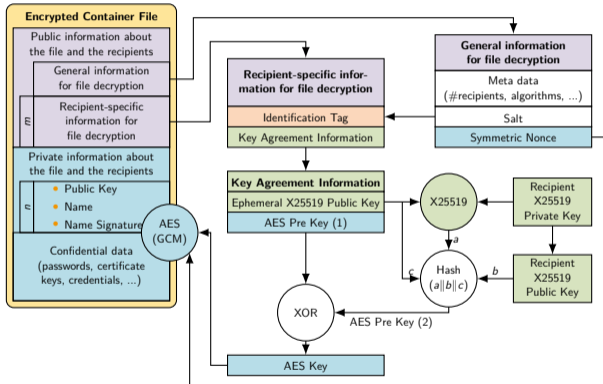 Encrypted Container File
Public information about
the file and the recipients
General information
for file decryption
m
Recipient-specific
information for
file decryption
Private information about
the file and the recipients
n
• Public Key
• Name
• Name Signature
AES
(GCM)
Confidential data
(passwords, certificate
keys, credentials, ...)
Recipient-specific infor-
mation for file decryption
Identification Tag
Key Agreement Information
General information
for file decryption
Meta data
(#recipients, algorithms, ...)
Salt
Symmetric Nonce
Key Agreement Information
Ephemeral X25519 Public Key
AES Pre Key (1)
X25519
Recipient
X25519
Private Key
a
c
Hash
(a∥b∥c)
b
Recipient
X25519
Public Key
XOR
AES Pre Key (2)
AES Key